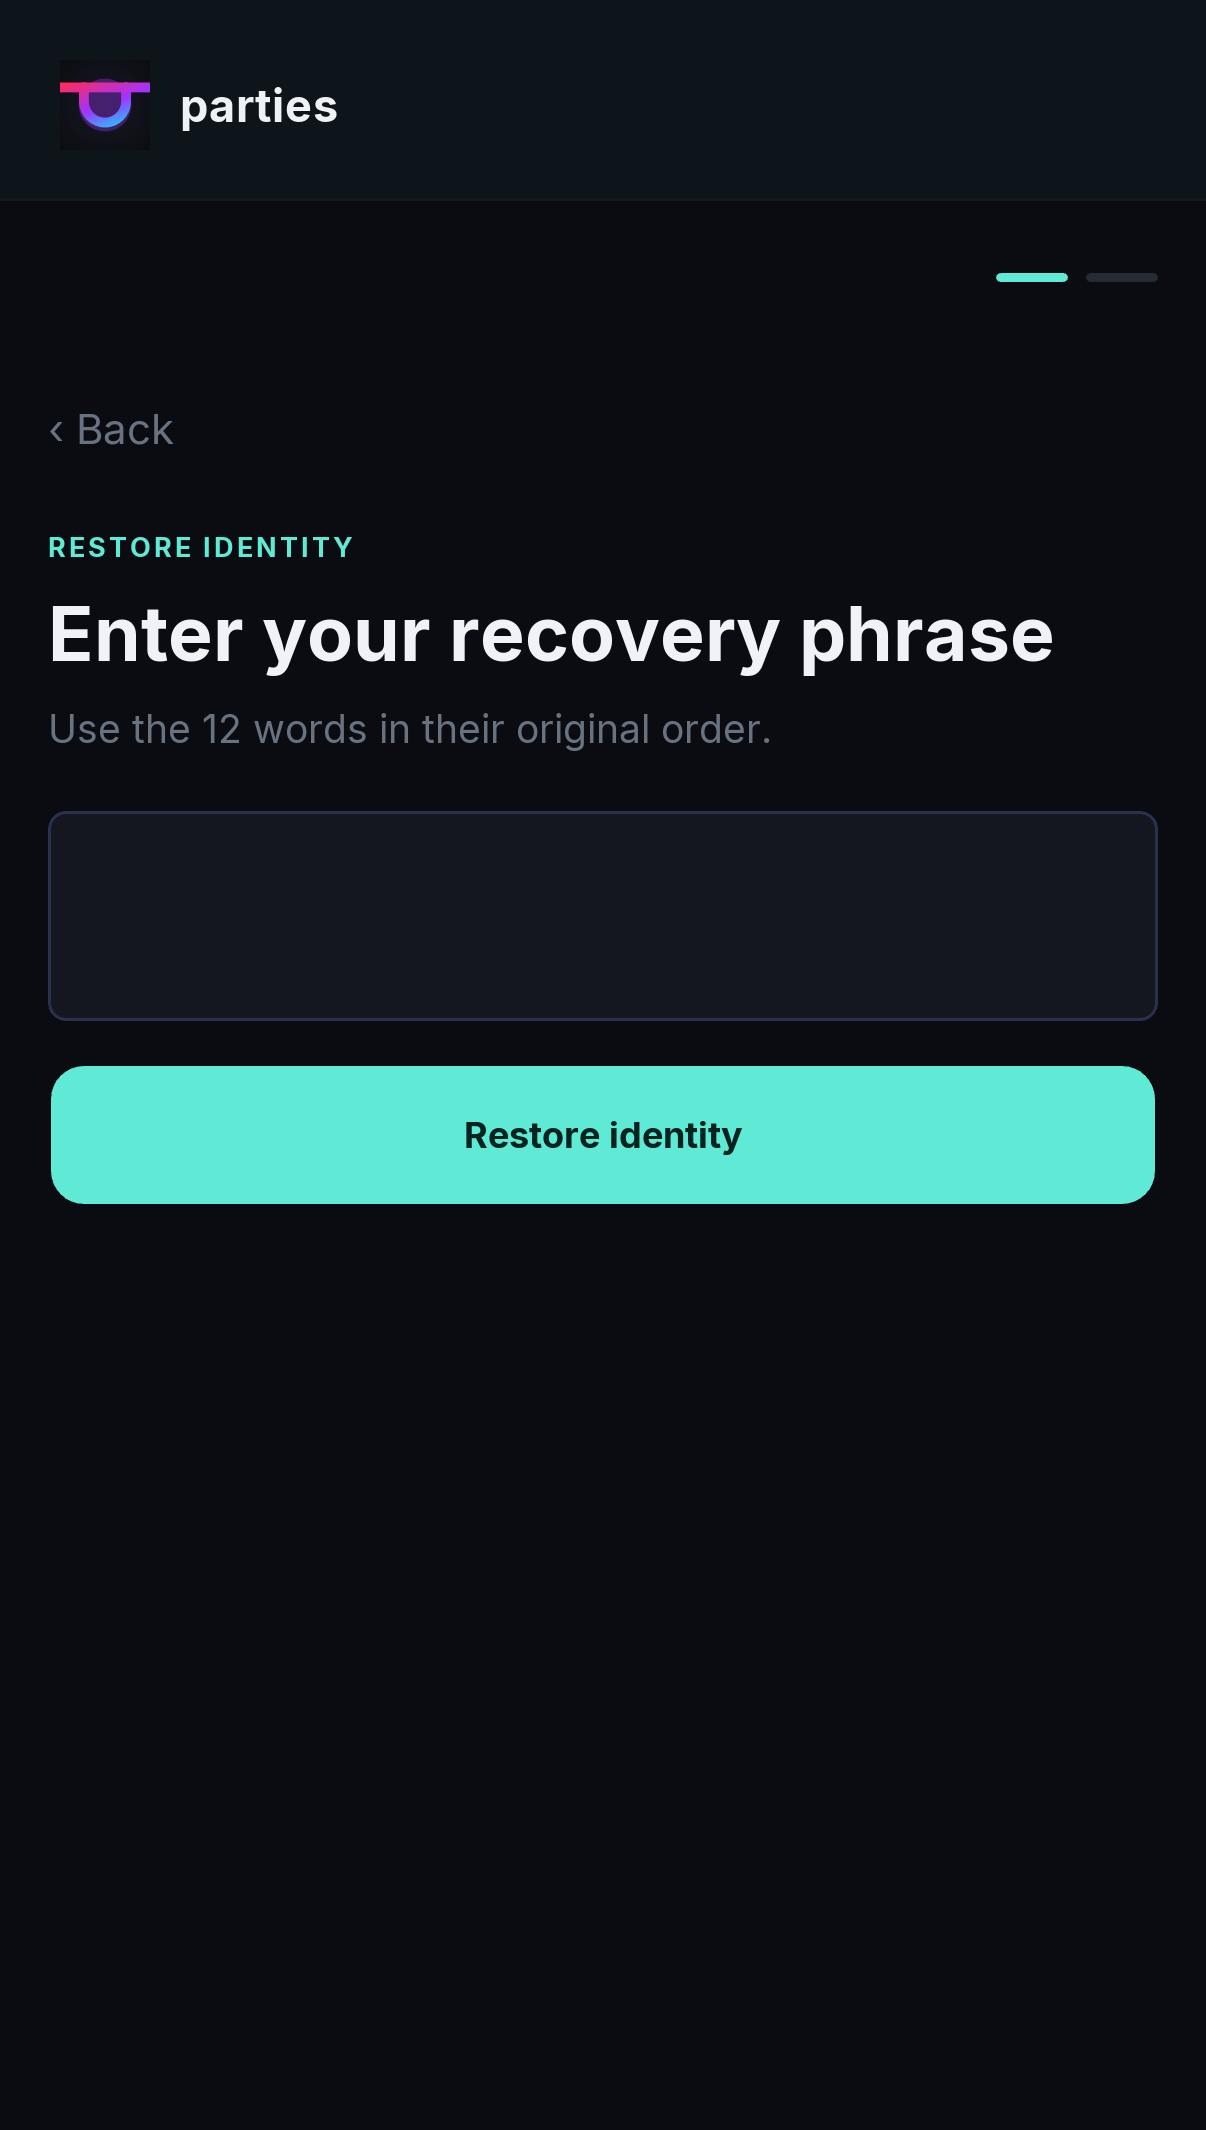 parties
‹ Back
RESTORE IDENTITY
Enter your recovery phrase
Use the 12 words in their original order.
Restore identity